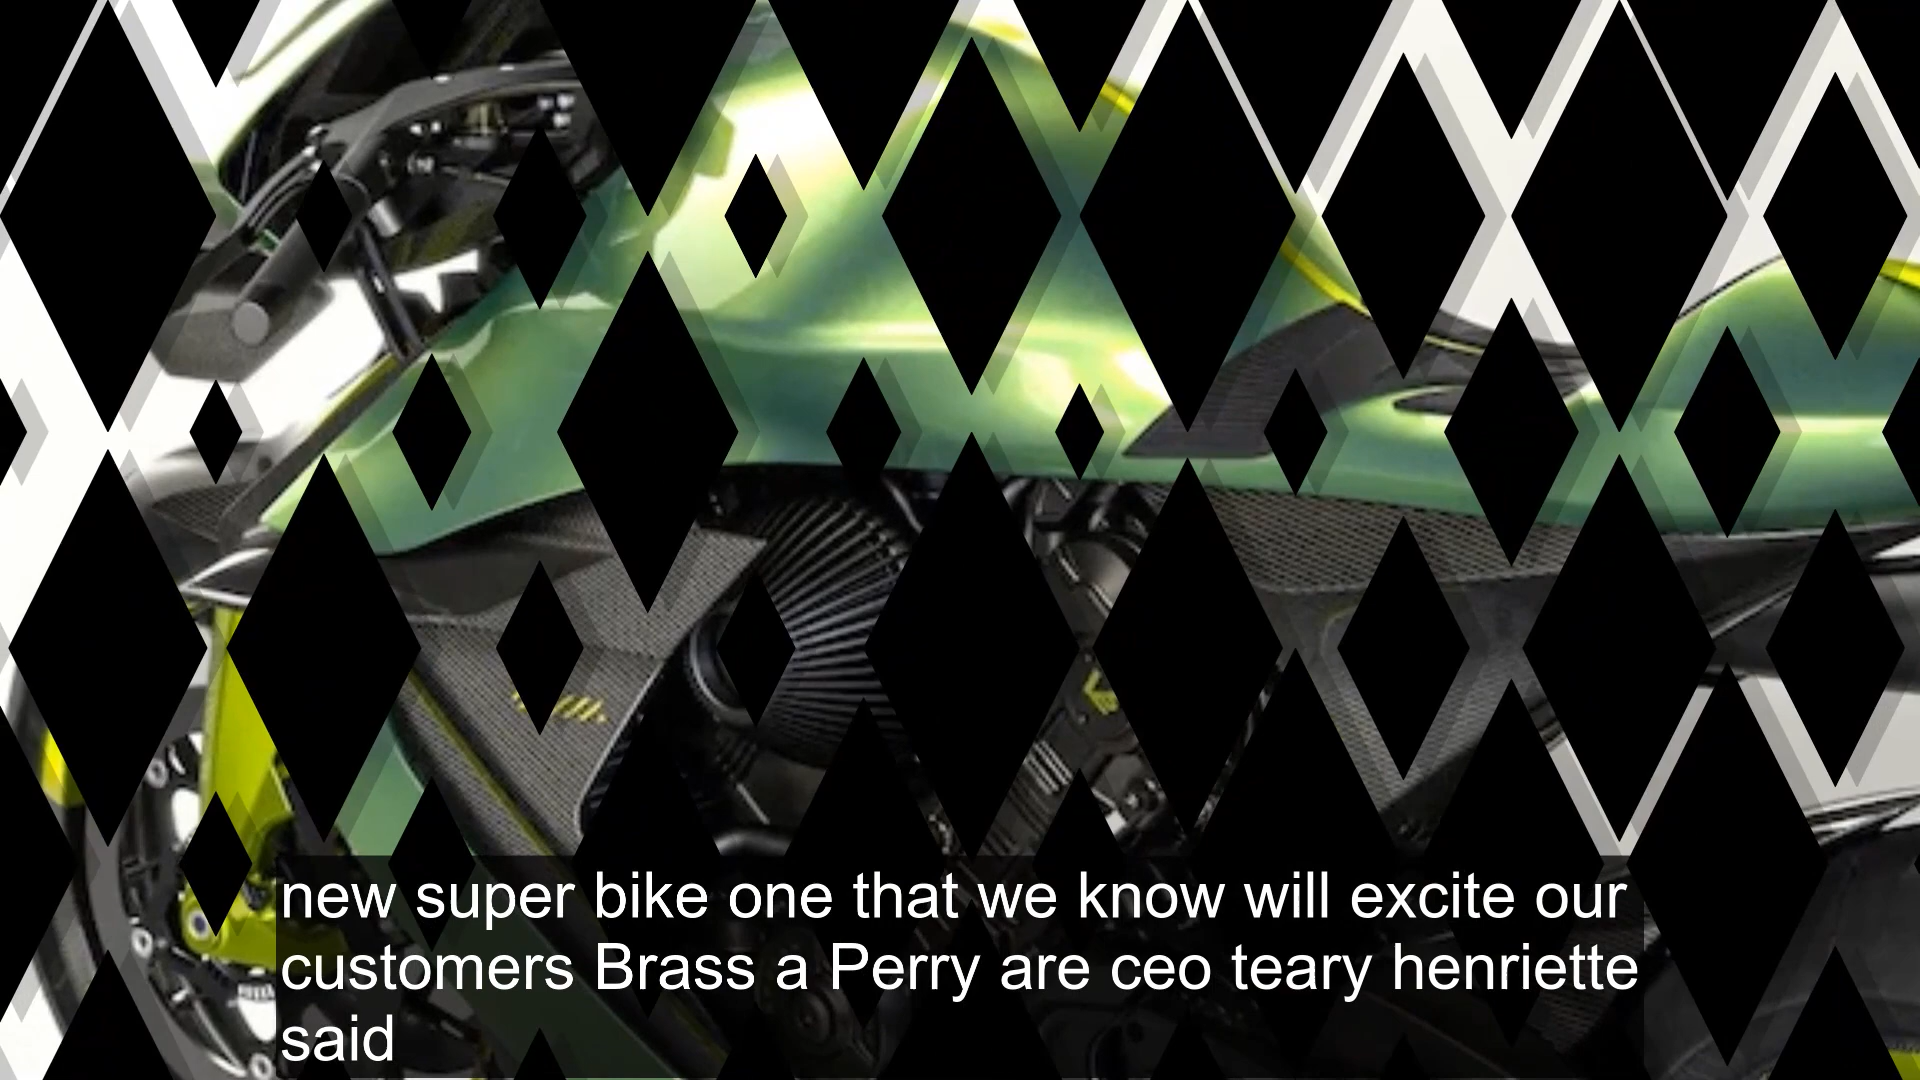 new super bike one that we know will excite our
customers Brass a Perry are ceo teary henriette
said